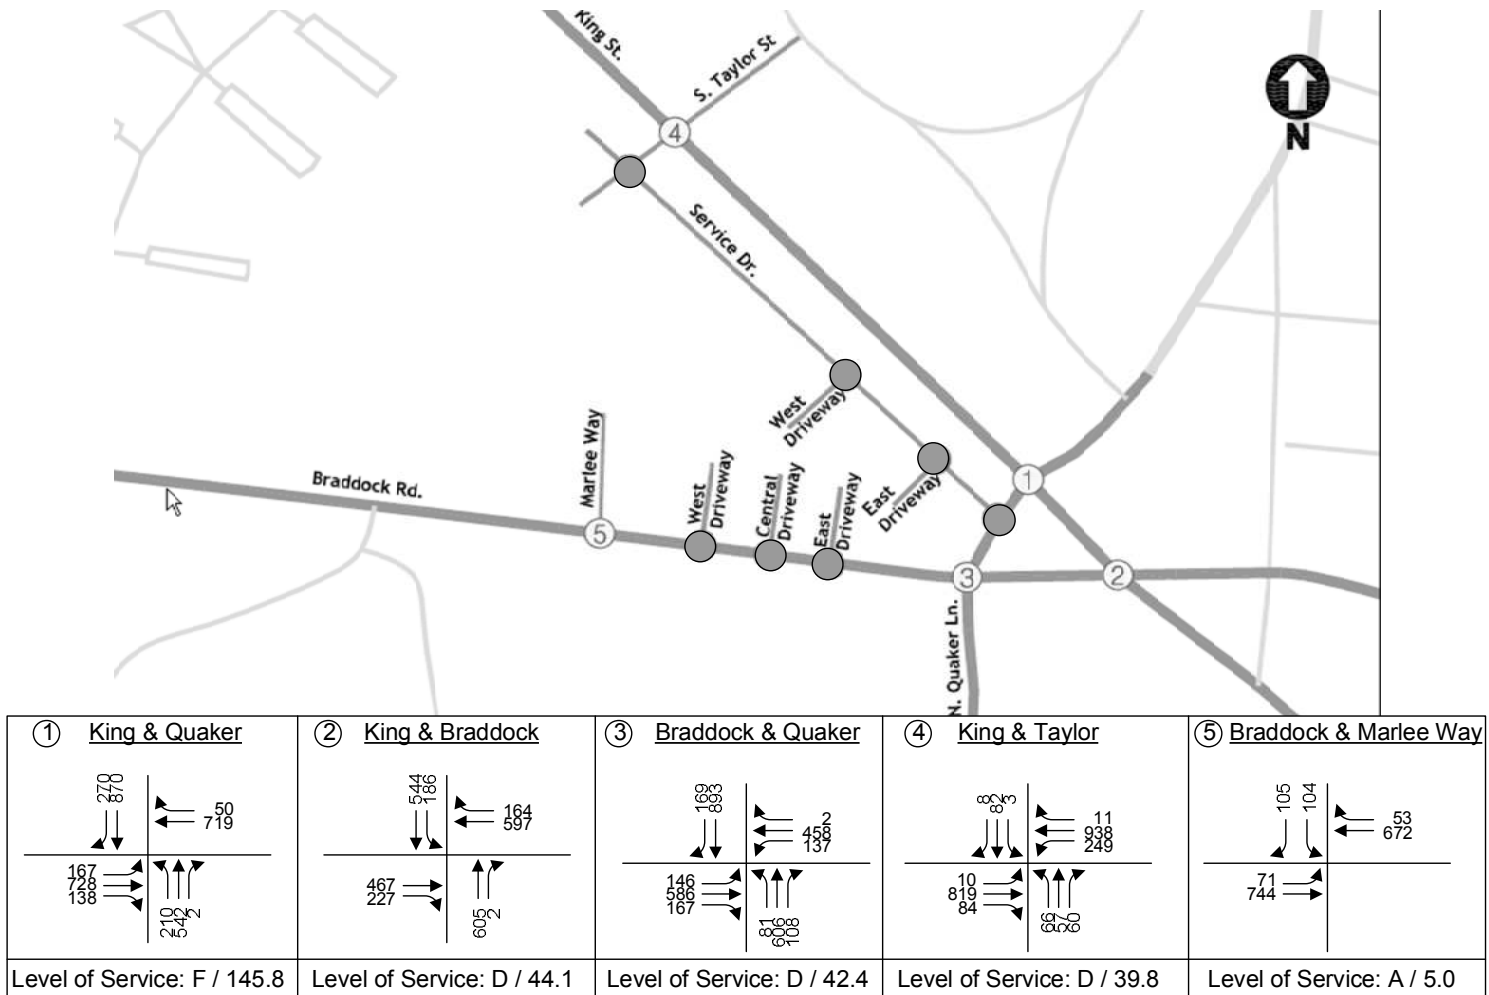 King St.
S. Taylor St
4
N
Service Dr.
West
Driveway
East
Driveway
1
Marlee Way
Braddock Rd.
5
West
Driveway
Central
Driveway
East
Driveway
3
2
N. Quaker Ln.
1 King & Quaker
270
870
50
719
167
728
138
210
542
2
Level of Service: F / 145.8
2 King & Braddock
544
186
164
597
467
227
605
2
Level of Service: D / 44.1
3 Braddock & Quaker
169
893
2
458
137
146
586
167
81
606
108
Level of Service: D / 42.4
4 King & Taylor
8
82
3
11
938
249
10
819
84
66
57
60
Level of Service: D / 39.8
5 Braddock & Marlee Way
105
104
53
672
71
744
Level of Service: A / 5.0